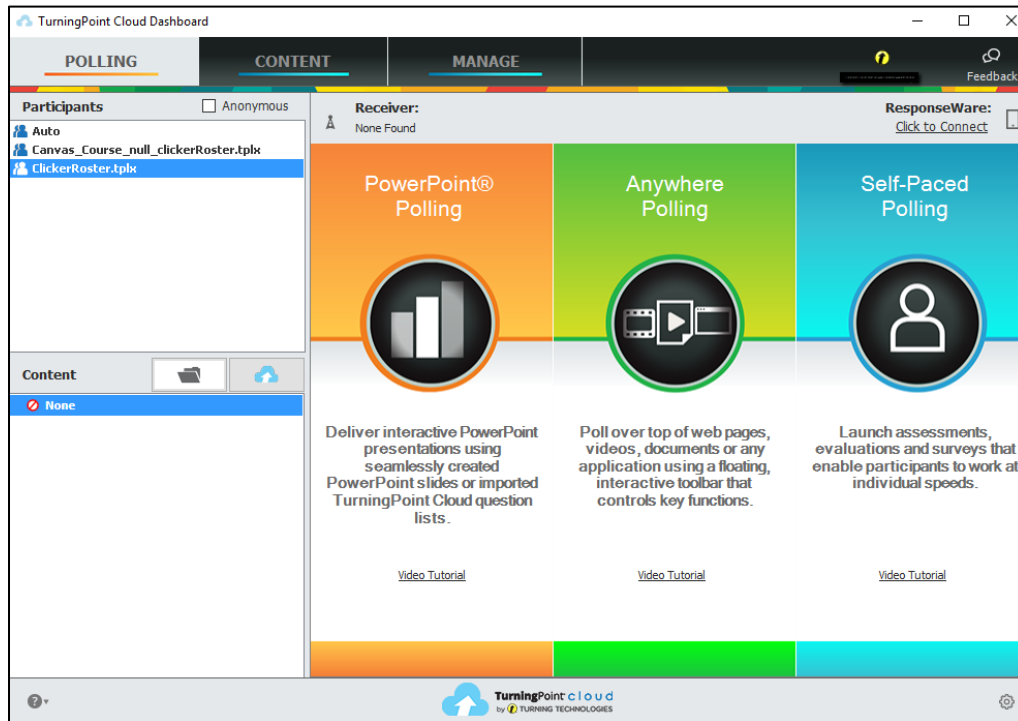 TurningPoint Cloud Dashboard
POLLING
CONTENT
MANAGE
Feedback
Participants
Anonymous
Auto
Canvas_Course_null_clickerRoster.tplx
ClickerRoster.tplx
Receiver:
None Found
ResponseWare:
Click to Connect
PowerPoint®
Polling
Anywhere
Polling
Self-Paced
Polling
Content
None
Deliver interactive PowerPoint
presentations using
seamlessly created
PowerPoint slides or imported
TurningPoint Cloud question
lists.
Video Tutorial
Poll over top of web pages,
videos, documents or any
application using a floating,
interactive toolbar that
controls key functions.
Video Tutorial
Launch assessments,
evaluations and surveys that
enable participants to work at
individual speeds.
Video Tutorial
TurningPoint cloud
by TURNING TECHNOLOGIES